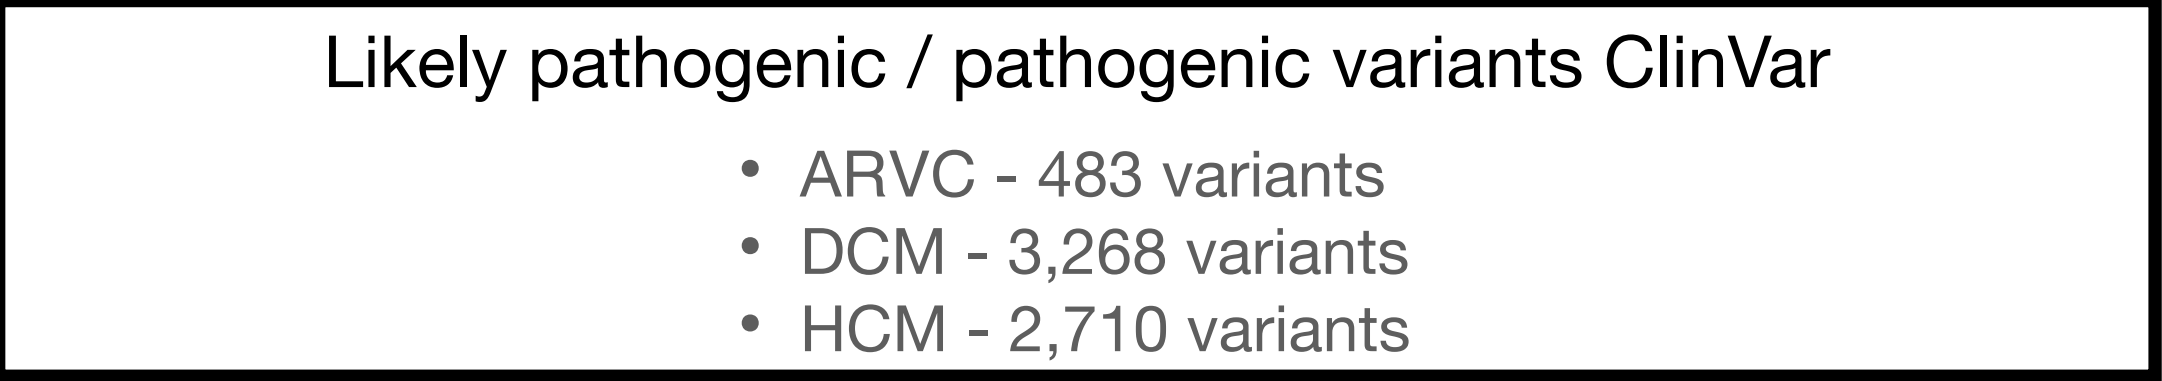 Likely pathogenic / pathogenic variants ClinVar
• ARVC - 483 variants
• DCM - 3,268 variants
• HCM - 2,710 variants